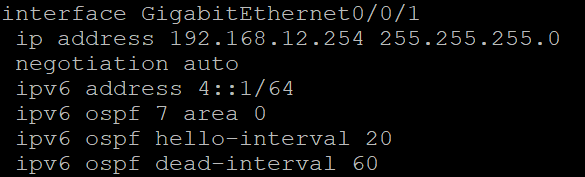 interface GigabitEthernet0/0/1
ip address 192.168.12.254 255.255.255.0
negotiation auto
ipv6 address 4::1/64
ipv6 ospf 7 area 0
ipv6 ospf hello-interval 20
ipv6 ospf dead-interval 60